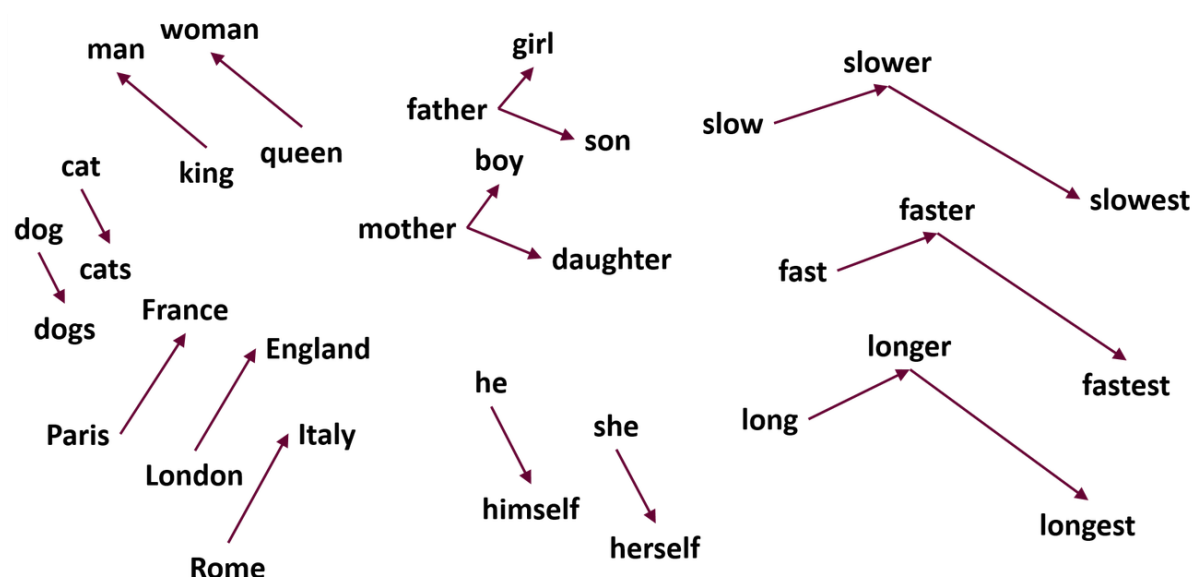 woman
man
queen
king
cat
dog
cats
dogs
France
England
Paris
Italy
London
Rome
girl
father
son
boy
mother
daughter
he
she
himself
herself
slower
slow
slowest
faster
fast
fastest
longer
long
longest